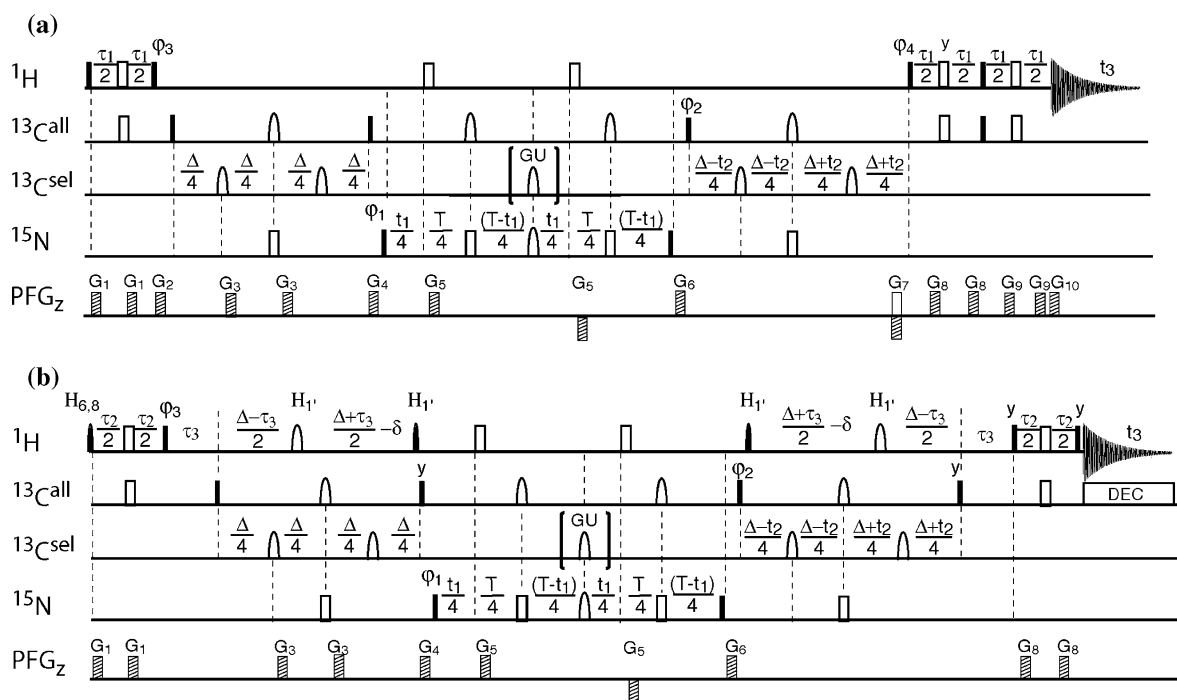 (a)
φ3 φ4 y
1H τ1/2 τ1/2 τ1/2 τ1/2 τ1/2 τ1/2 t3
13Call φ2
13Csel Δ/4 Δ/4 Δ/4 Δ/4 [GU] Δ–t2/4 Δ–t2/4 Δ+t2/4 Δ+t2/4
15N φ1 t1/4 T/4 (T-t1)/4 t1/4 T/4 (T-t1)/4
PFGz G1 G1 G2 G3 G3 G4 G5 G5 G6 G7 G8 G8 G9 G9 G10
(b)
H6,8 φ3 H1' H1' H1' H1' y y
1H τ2/2 τ2/2 τ3 Δ–τ3/2 Δ+τ3/2 –δ Δ+τ3/2 –δ Δ–τ3/2 τ3 τ2/2 τ2/2 t3
13Call y φ2 y DEC
13Csel Δ/4 Δ/4 Δ/4 Δ/4 [GU] Δ–t2/4 Δ–t2/4 Δ+t2/4 Δ+t2/4
15N φ1 t1/4 T/4 (T-t1)/4 t1/4 T/4 (T-t1)/4
PFGz G1 G1 G3 G3 G4 G5 G5 G6 G8 G8